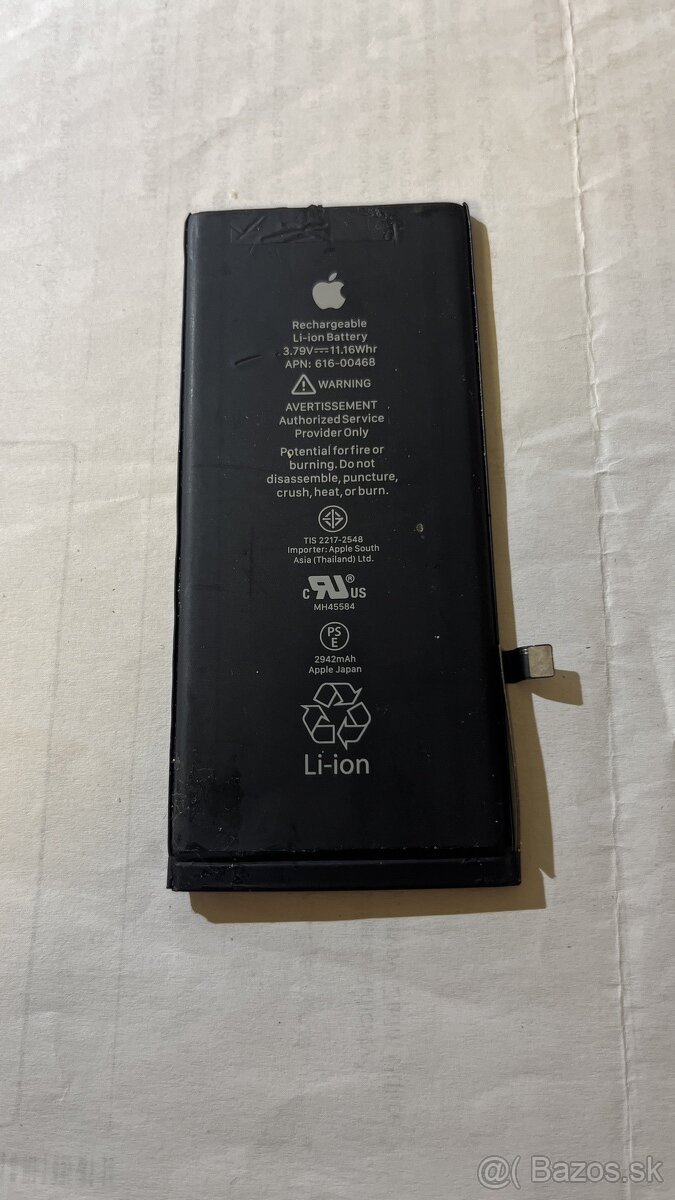 Rechargeable
Li-ion Battery
3.79V⎓11.16Whr
APN: 616-00468
WARNING
AVERTISSEMENT
Authorized Service
Provider Only
Potential for fire or
burning. Do not
disassemble, puncture,
crush, heat, or burn.
TIS 2217-2548
Importer: Apple South
Asia (Thailand) Ltd.
c RU® US
MH45584
PS
E
2942mAh
Apple Japan
Li-ion
@( Bazos.sk